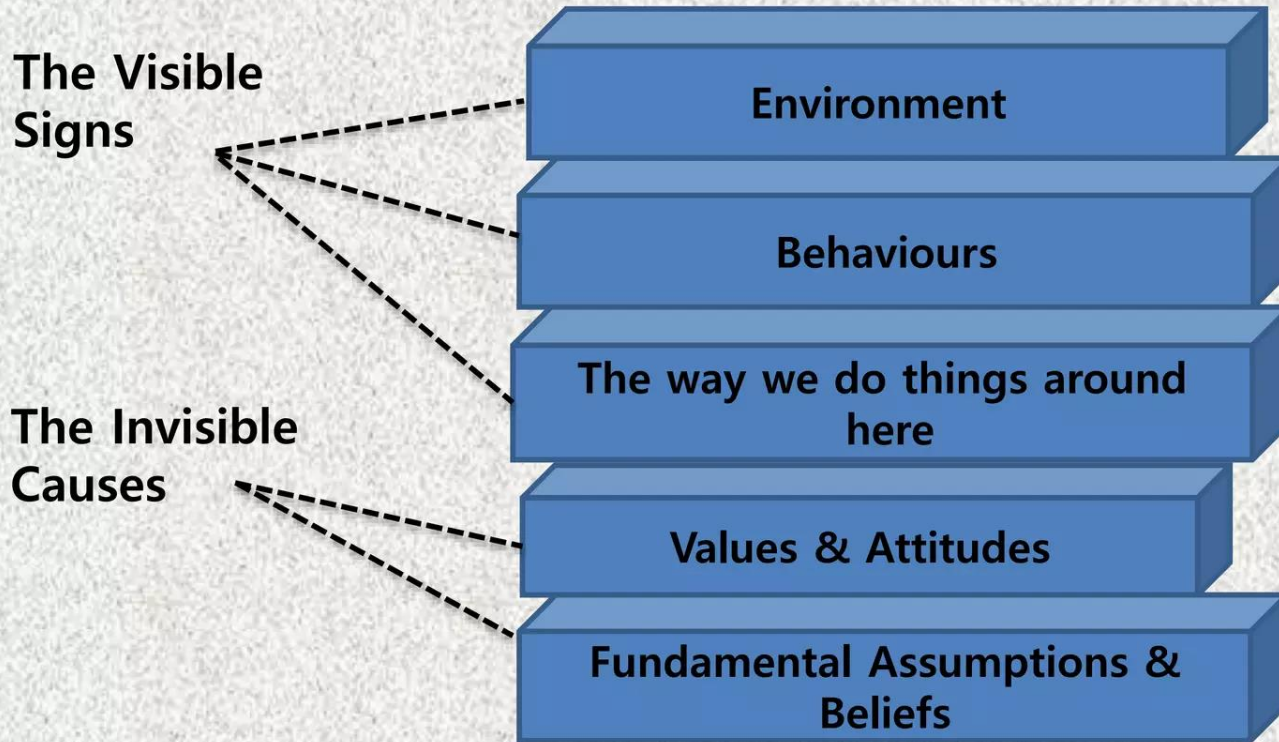 The Visible
Signs
Environment
Behaviours
The way we do things around
here
The Invisible
Causes
Values & Attitudes
Fundamental Assumptions &
Beliefs